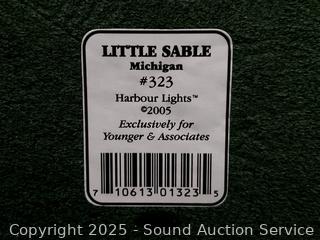 LITTLE SABLE
Michigan
#323
Harbour Lights™
©2005
Exclusively for
Younger & Associates
7 10613 01323 5
Copyright 2025 - Sound Auction Service